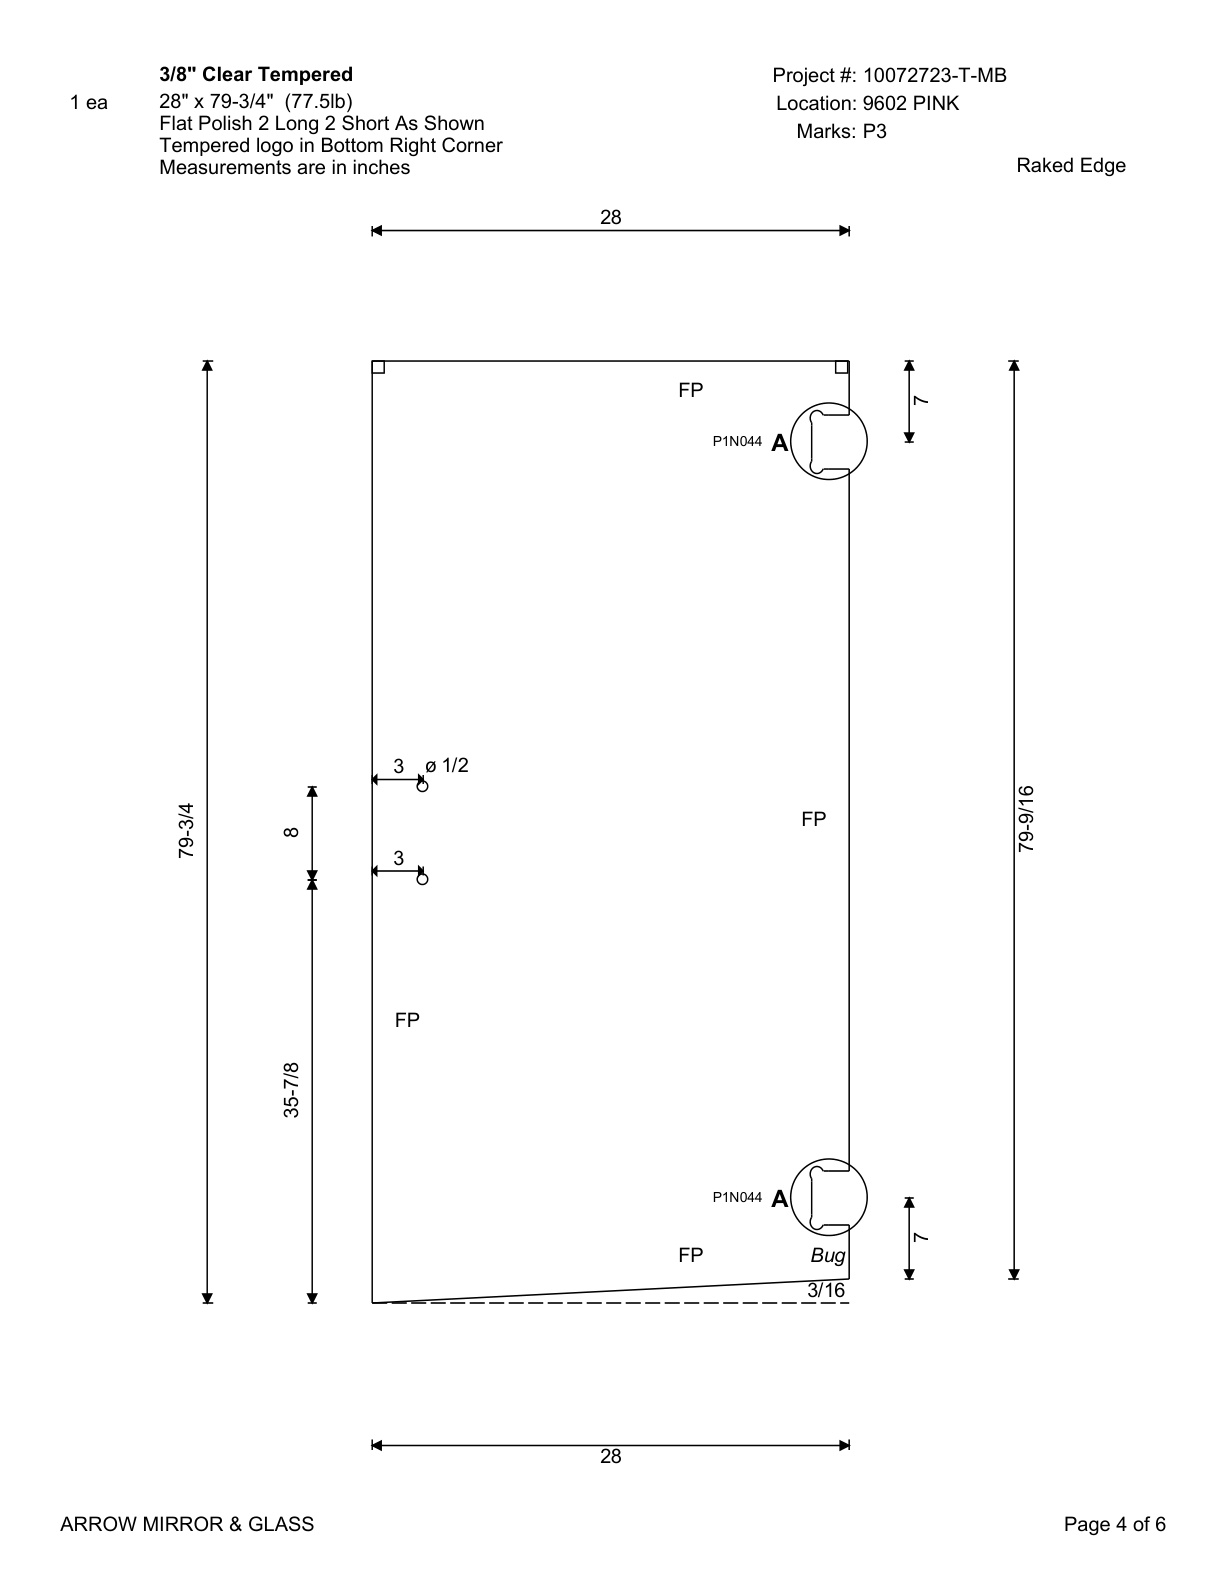 3/8" Clear Tempered
1 ea
28" x 79-3/4" (77.5lb)
Flat Polish 2 Long 2 Short As Shown
Tempered logo in Bottom Right Corner
Measurements are in inches
Project #: 10072723-T-MB
Location: 9602 PINK
Marks: P3
Raked Edge
28
FP
7
P1N044 A
3 ø 1/2
79-3/4
8
FP
79-9/16
3
FP
35-7/8
P1N044 A
7
FP
Bug
3/16
28
ARROW MIRROR & GLASS
Page 4 of 6